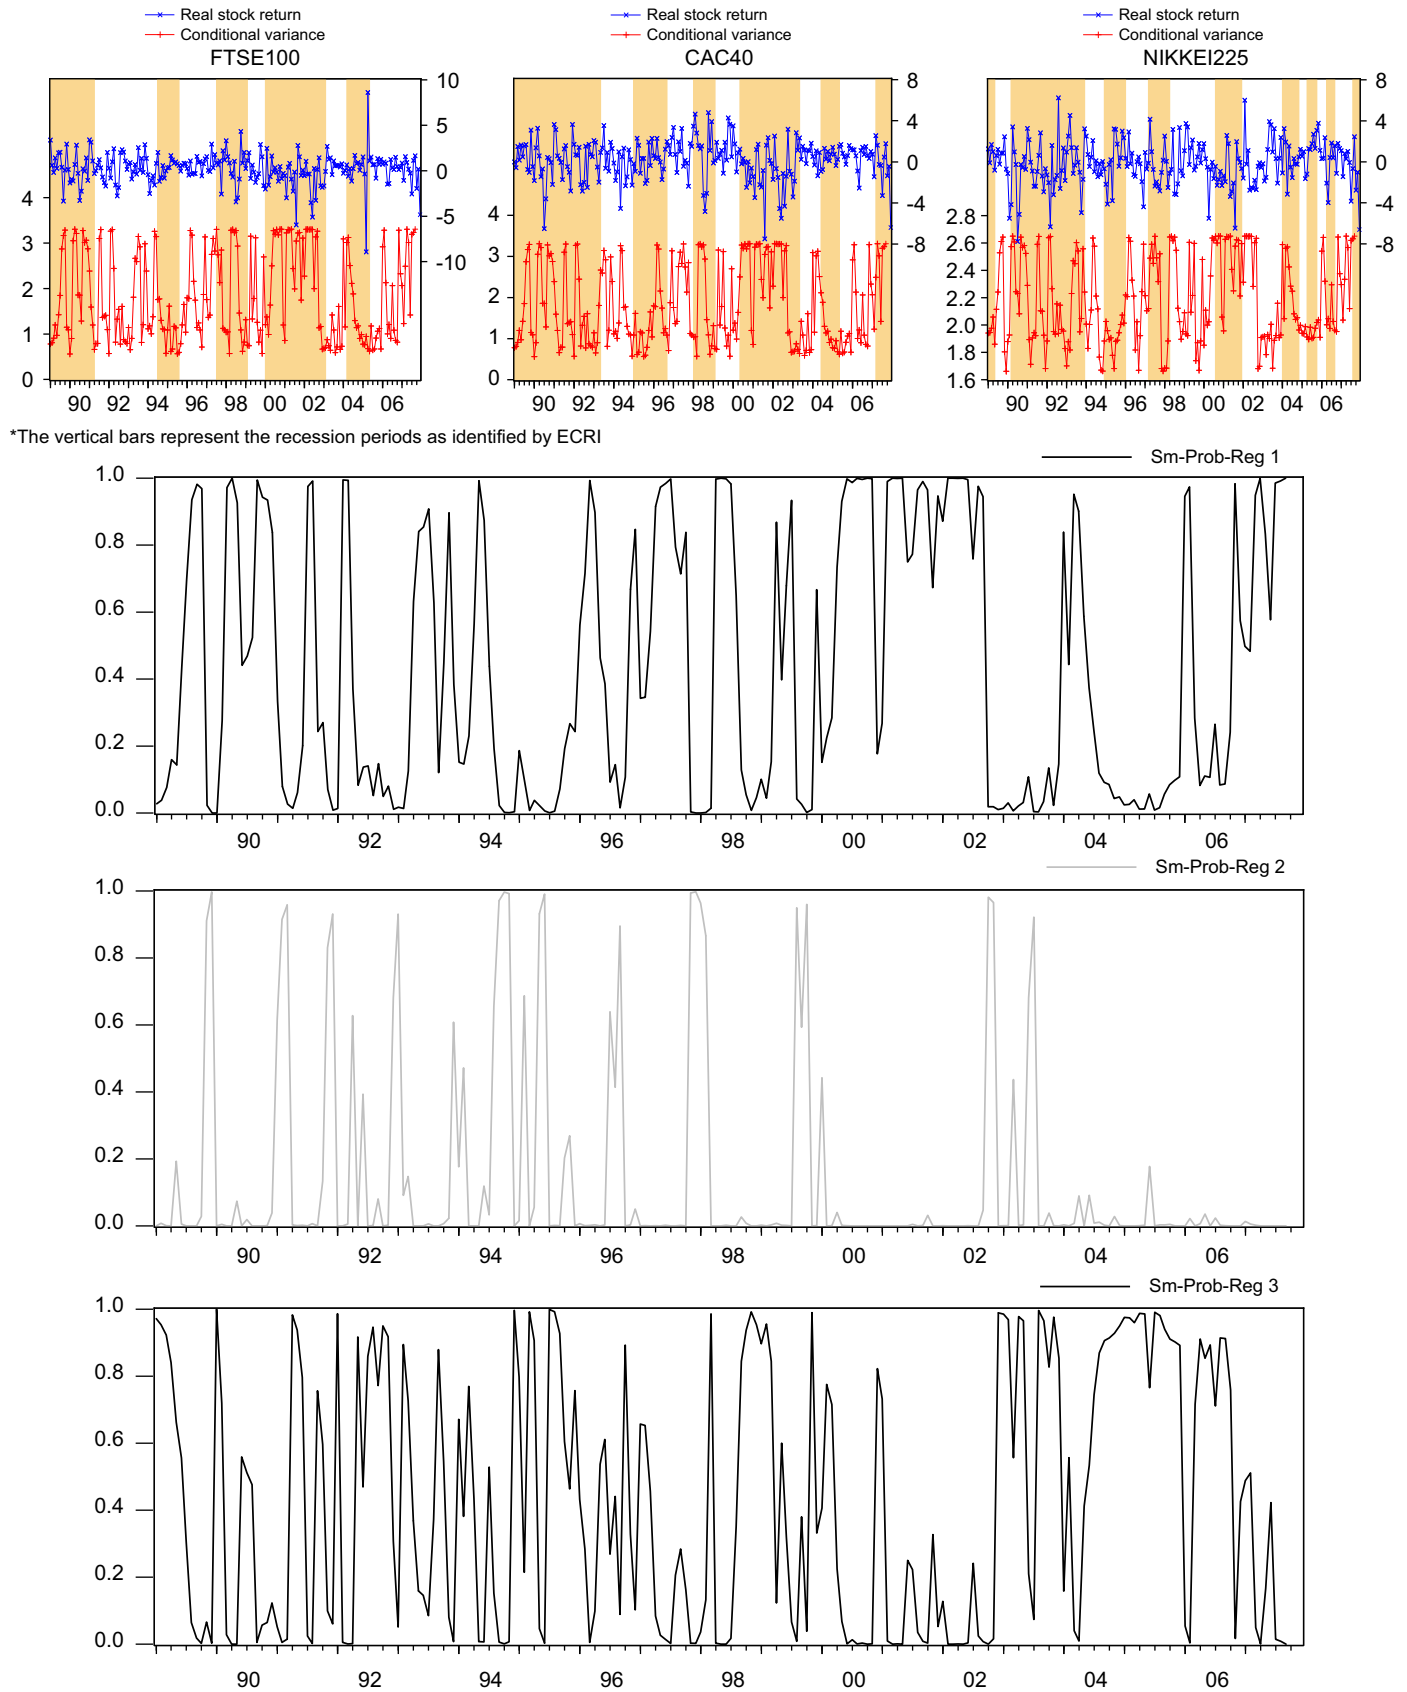 Real stock return
Conditional variance
FTSE100
10
5
0
-5
-10
4
3
2
1
0
90 92 94 96 98 00 02 04 06
Real stock return
Conditional variance
CAC40
8
4
0
-4
-8
4
3
2
1
0
90 92 94 96 98 00 02 04 06
Real stock return
Conditional variance
NIKKEI225
8
4
0
-4
-8
2.8
2.6
2.4
2.2
2.0
1.8
1.6
90 92 94 96 98 00 02 04 06
*The vertical bars represent the recession periods as identified by ECRI
Sm-Prob-Reg 1
1.0
0.8
0.6
0.4
0.2
0.0
90 92 94 96 98 00 02 04 06
Sm-Prob-Reg 2
1.0
0.8
0.6
0.4
0.2
0.0
90 92 94 96 98 00 02 04 06
Sm-Prob-Reg 3
1.0
0.8
0.6
0.4
0.2
0.0
90 92 94 96 98 00 02 04 06